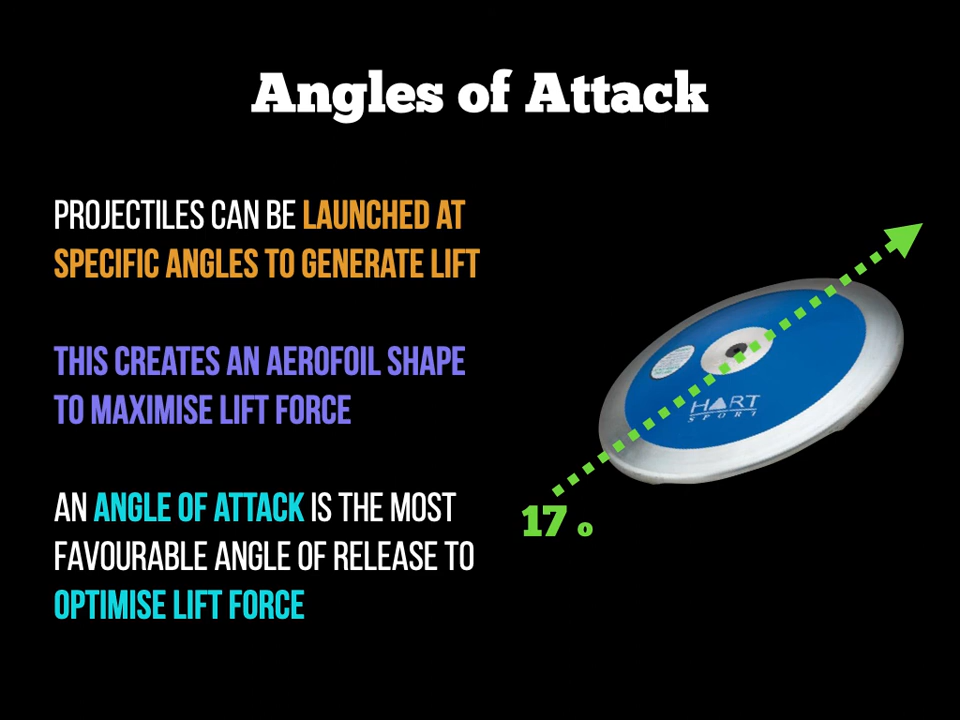 Angles of Attack
PROJECTILES CAN BE LAUNCHED AT
SPECIFIC ANGLES TO GENERATE LIFT
THIS CREATES AN AEROFOIL SHAPE
TO MAXIMISE LIFT FORCE
AN ANGLE OF ATTACK IS THE MOST
FAVOURABLE ANGLE OF RELEASE TO
OPTIMISE LIFT FORCE
HART
SPORT
17 o